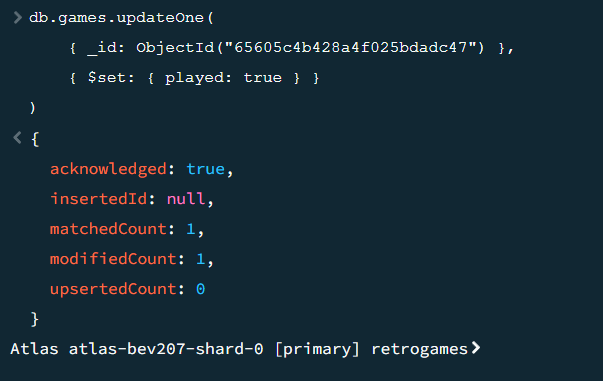 > db.games.updateOne(
{ _id: ObjectId("65605c4b428a4f025bdadc47") },
{ $set: { played: true } }
)
< {
acknowledged: true,
insertedId: null,
matchedCount: 1,
modifiedCount: 1,
upsertedCount: 0
}
Atlas atlas-bev207-shard-0 [primary] retrogames>